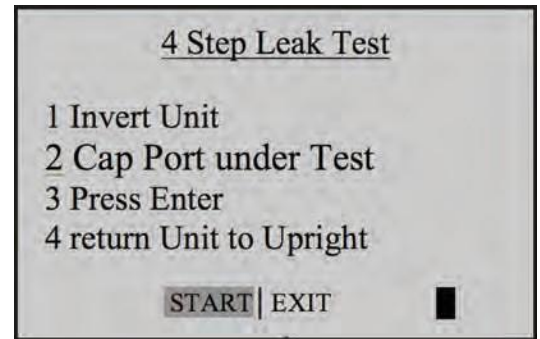 4 Step Leak Test
1 Invert Unit
2 Cap Port under Test
3 Press Enter
4 return Unit to Upright
START| EXIT